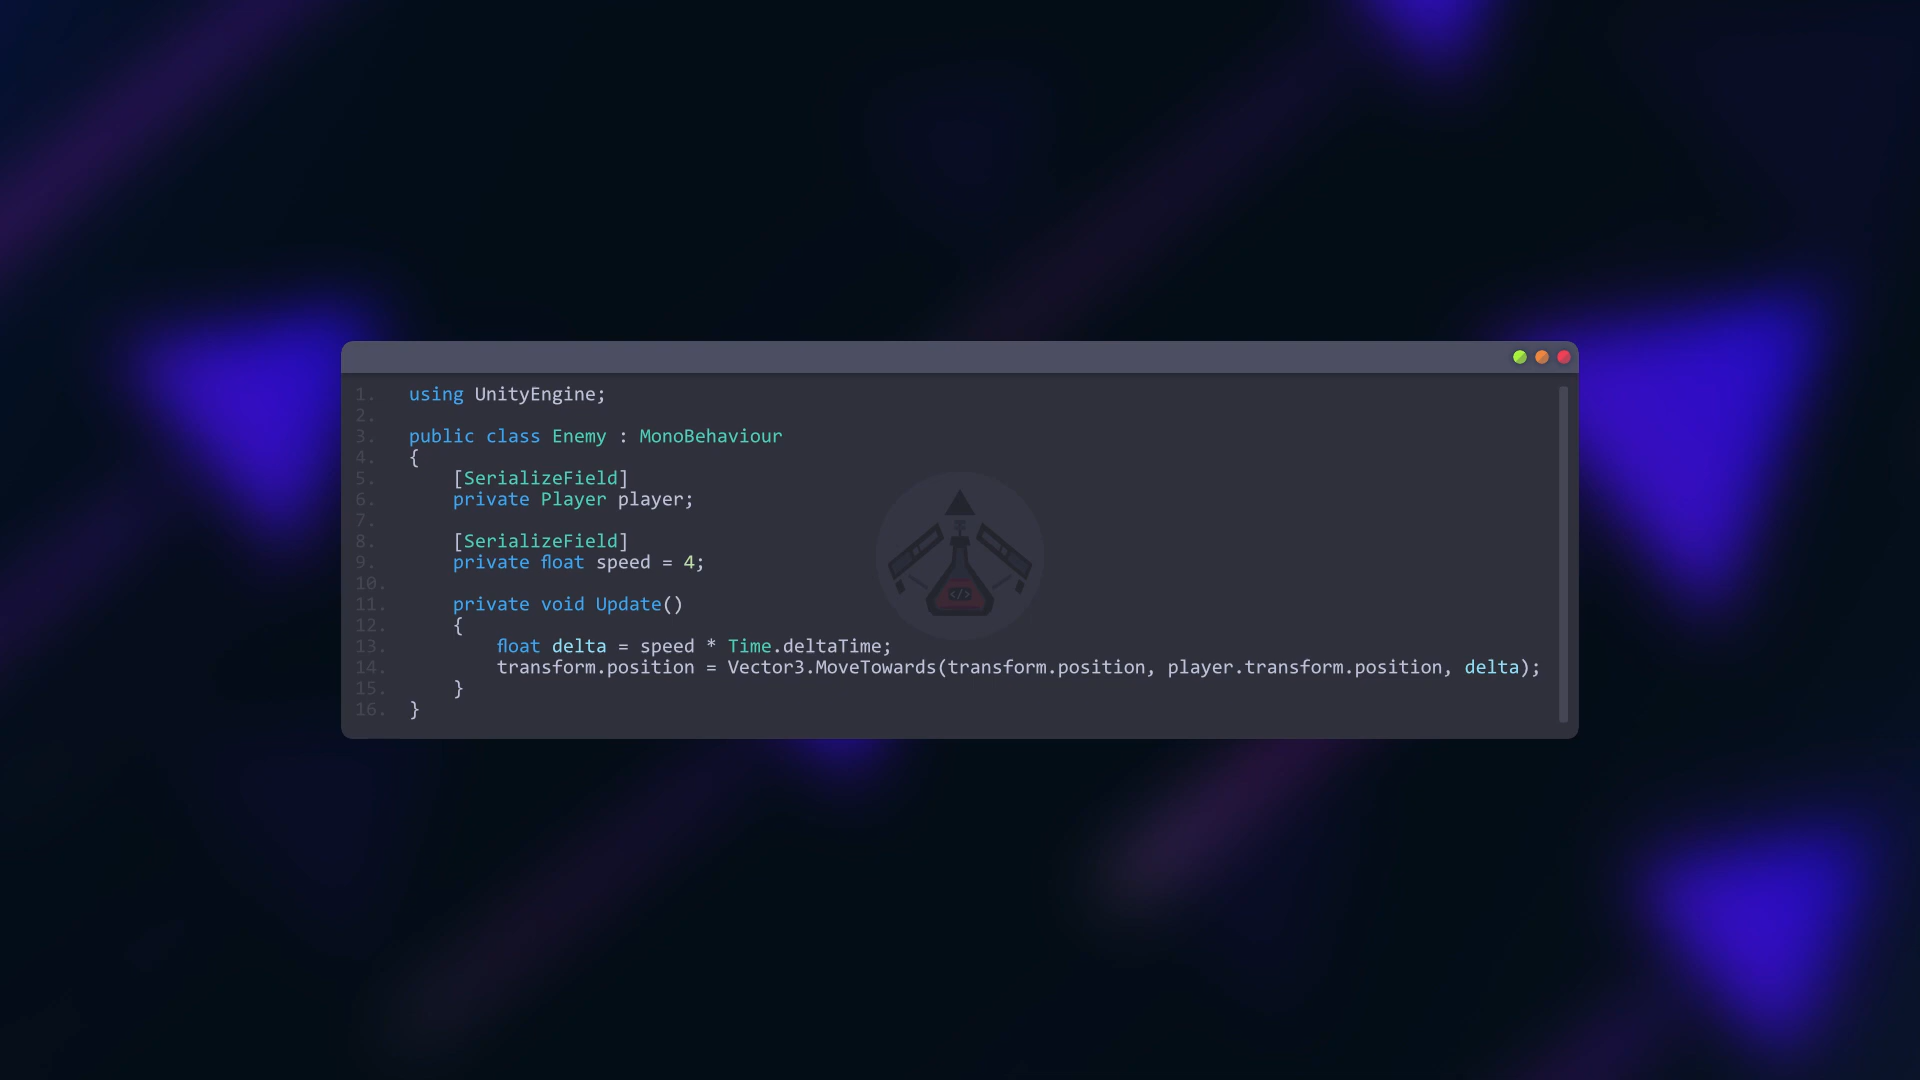 1. using UnityEngine;
2.
3. public class Enemy : MonoBehaviour
4. {
5.     [SerializeField]
6.     private Player player;
7.
8.     [SerializeField]
9.     private float speed = 4;
10.
11.     private void Update()
12.     {
13.         float delta = speed * Time.deltaTime;
14.         transform.position = Vector3.MoveTowards(transform.position, player.transform.position, delta);
15.     }
16. }